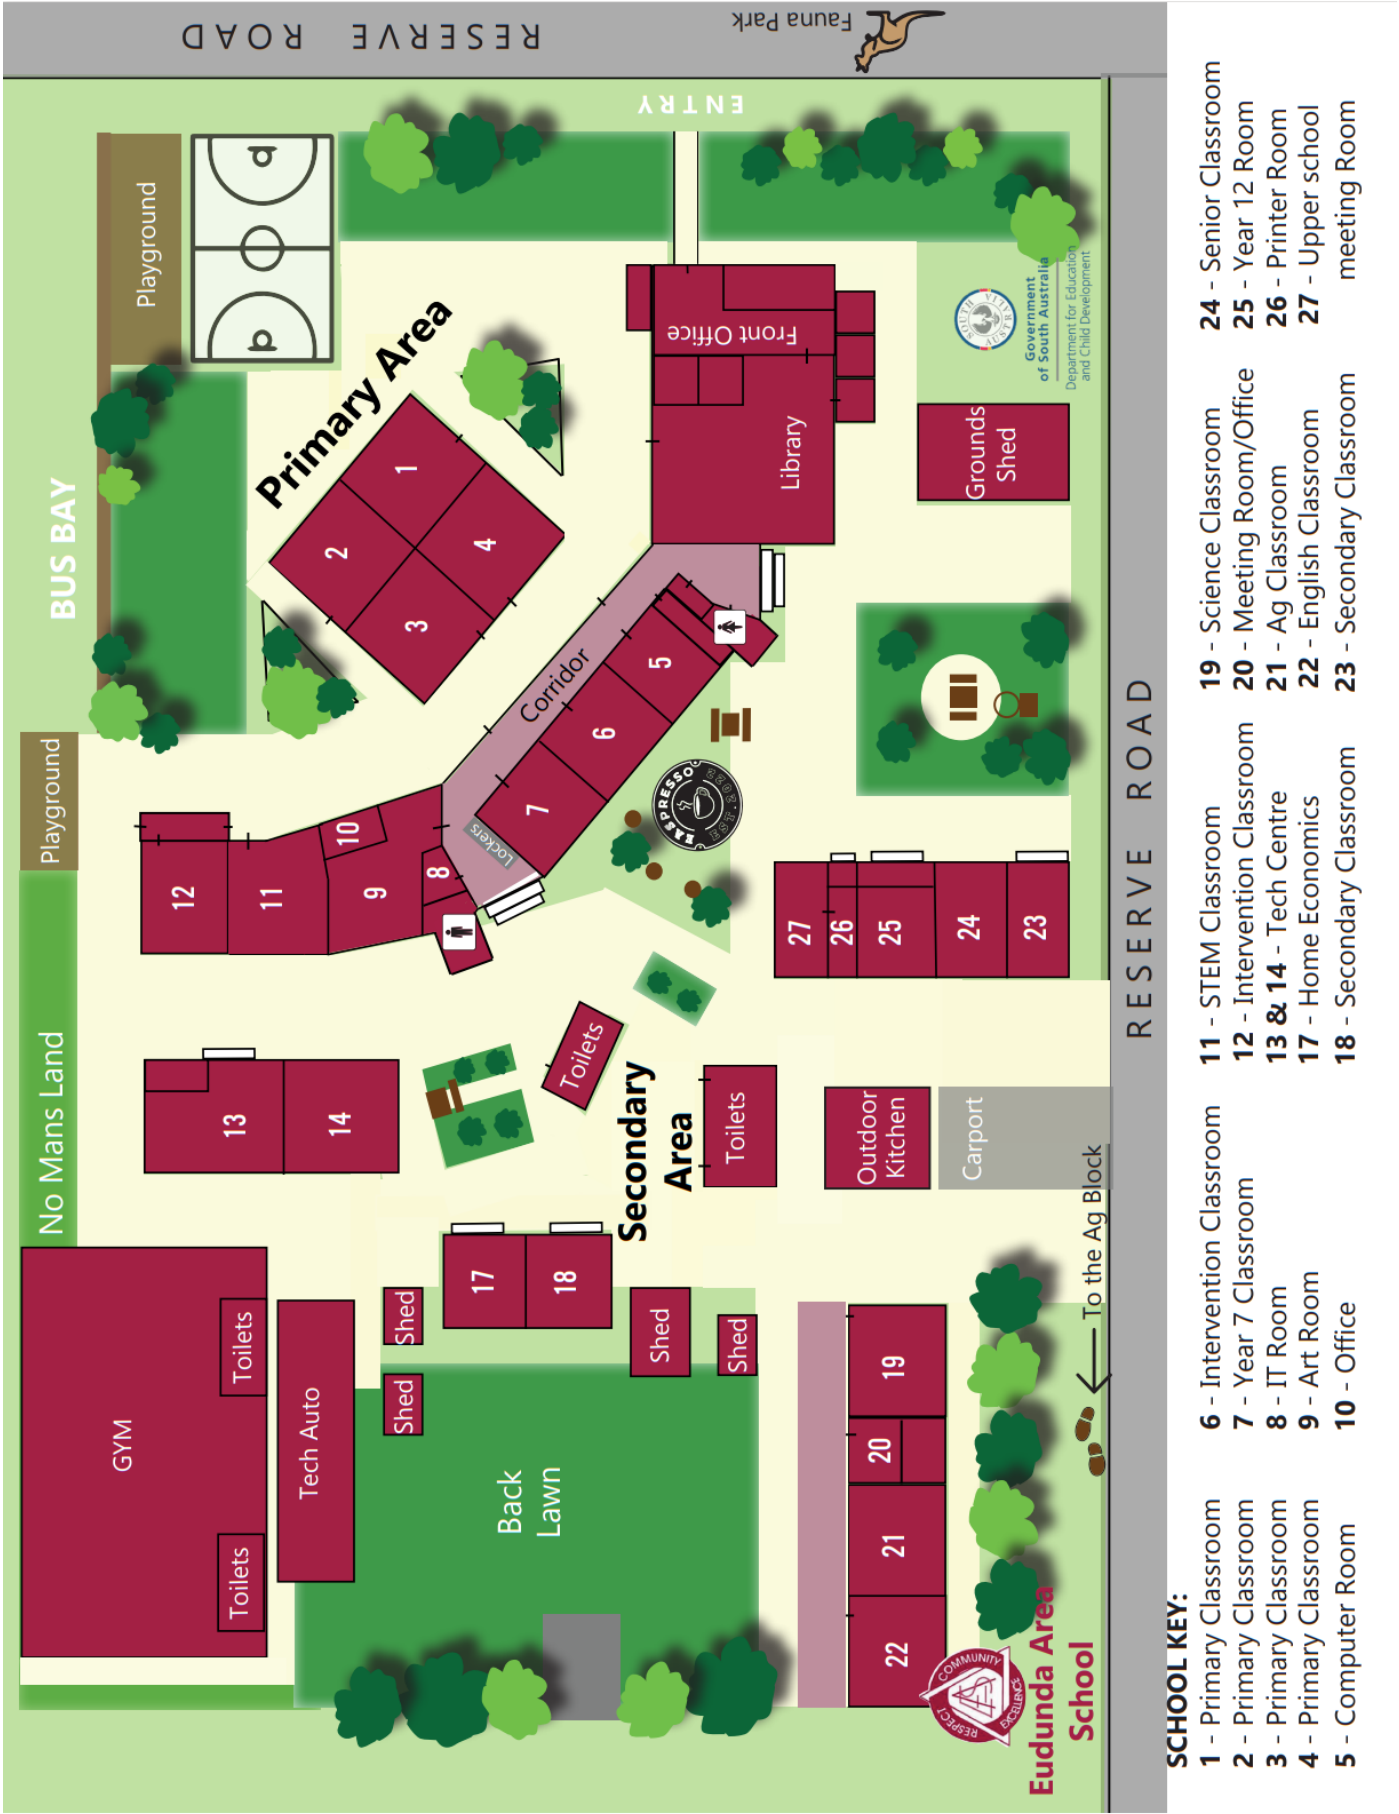 RESERVE ROAD
Fauna Park
ENTRY
BUS BAY
Playground
Playground
No Mans Land
Primary Area
1
2
3
4
Front Office
Library
Grounds
Shed
Government
of South Australia
Department for Education
and Child Development
SOUTH
AUSTRALIA
Corridor
5
6
7
Lockers
8
9
10
11
12
EASPRESSO
EST. 2022
13
14
Toilets
Secondary
Area
Toilets
Outdoor
Kitchen
Carport
27
26
25
24
23
RESERVE ROAD
GYM
Toilets
Toilets
Tech Auto
Shed
Shed
17
18
Shed
Shed
Back
Lawn
19
20
21
22
To the Ag Block
RESPECT
COMMUNITY
EXCELLENCE
EAS
Eudunda Area
School
SCHOOL KEY:
1 - Primary Classroom
2 - Primary Classroom
3 - Primary Classroom
4 - Primary Classroom
5 - Computer Room
6 - Intervention Classroom
7 - Year 7 Classroom
8 - IT Room
9 - Art Room
10 - Office
11 - STEM Classroom
12 - Intervention Classroom
13 & 14 - Tech Centre
17 - Home Economics
18 - Secondary Classroom
19 - Science Classroom
20 - Meeting Room/Office
21 - Ag Classroom
22 - English Classroom
23 - Secondary Classroom
24 - Senior Classroom
25 - Year 12 Room
26 - Printer Room
27 - Upper school
meeting Room